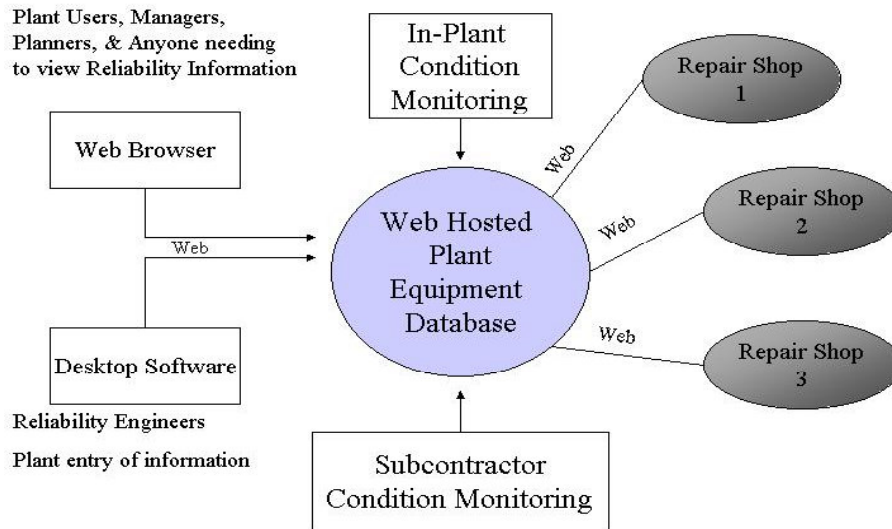 Plant Users, Managers,
Planners, & Anyone needing
to view Reliability Information
In-Plant
Condition
Monitoring
Repair Shop
1
Web Browser
Web
Web
Web Hosted
Plant
Equipment
Database
Web
Repair Shop
2
Desktop Software
Web
Repair Shop
3
Reliability Engineers
Plant entry of information
Subcontractor
Condition Monitoring